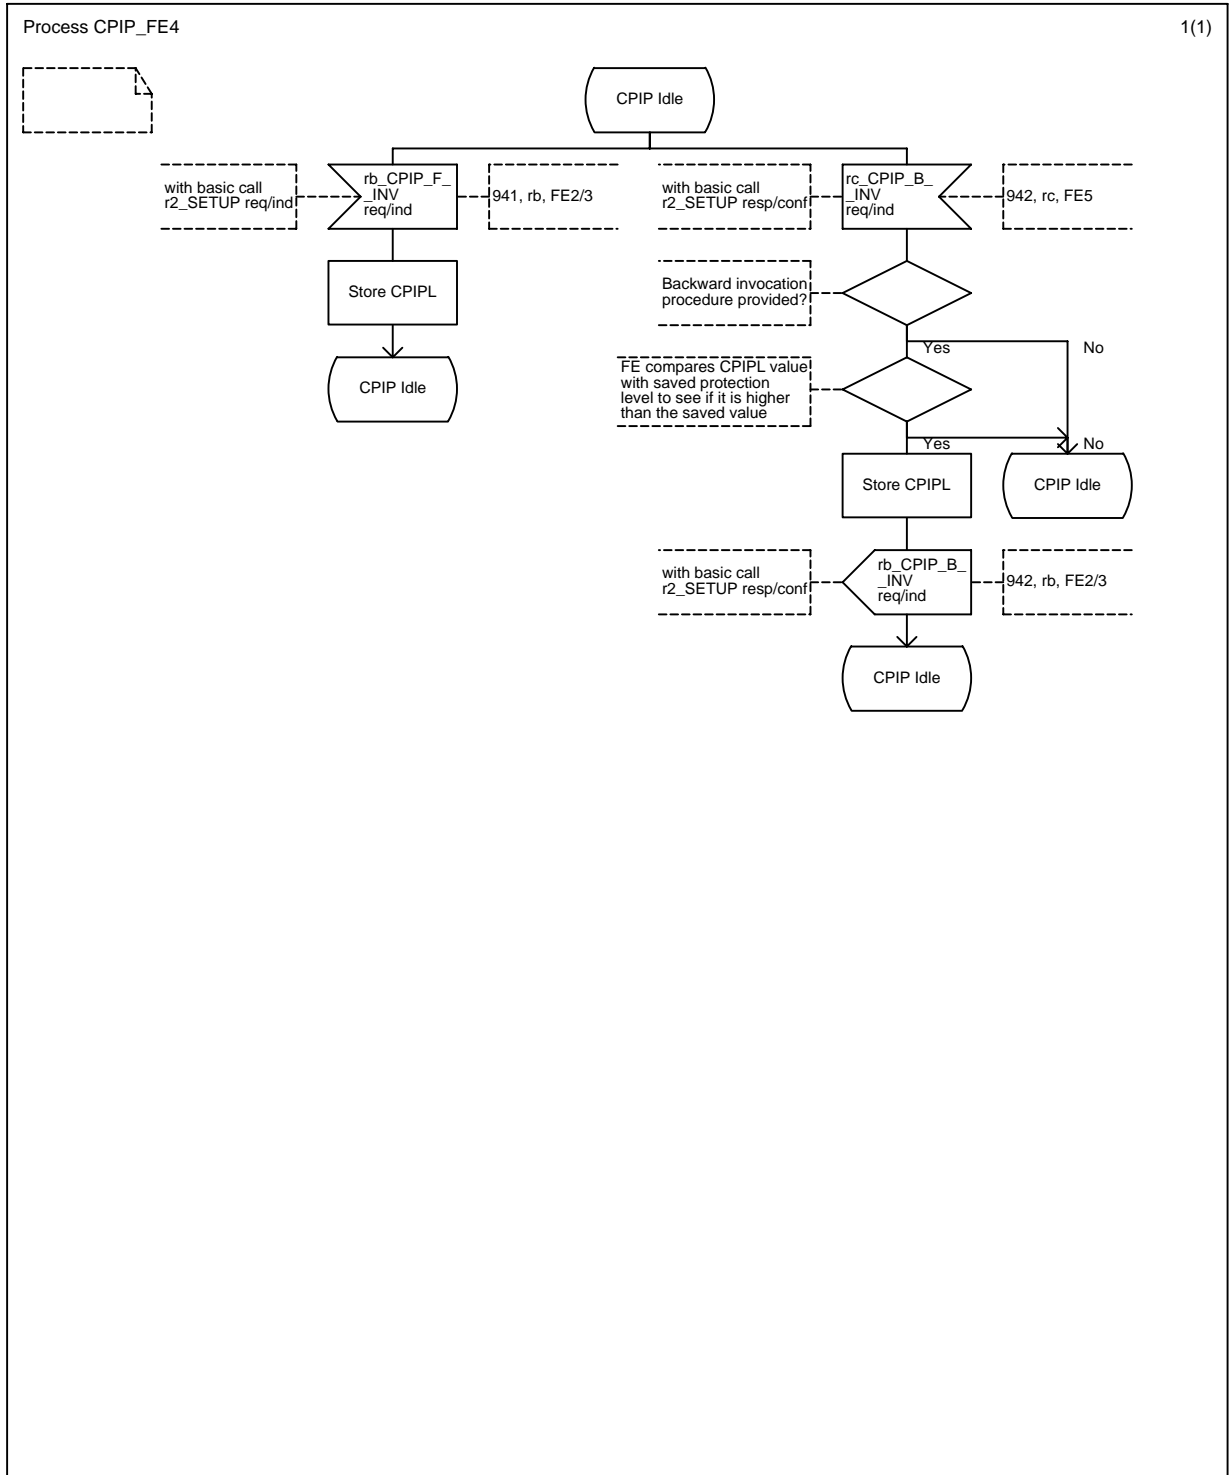 Process CPIP_FE4
1(1)
CPIP Idle
with basic call
r2_SETUP req/ind
rb_CPIP_F_
_INV
req/ind
941, rb, FE2/3
with basic call
r2_SETUP resp/conf
rc_CPIP_B_
_INV
req/ind
942, rc, FE5
Store CPIPL
Backward invocation
procedure provided?
Yes
No
CPIP Idle
FE compares CPIPL value
with saved protection
level to see if it is higher
than the saved value
Yes
No
Store CPIPL
CPIP Idle
with basic call
r2_SETUP resp/conf
rb_CPIP_B_
_INV
req/ind
942, rb, FE2/3
CPIP Idle